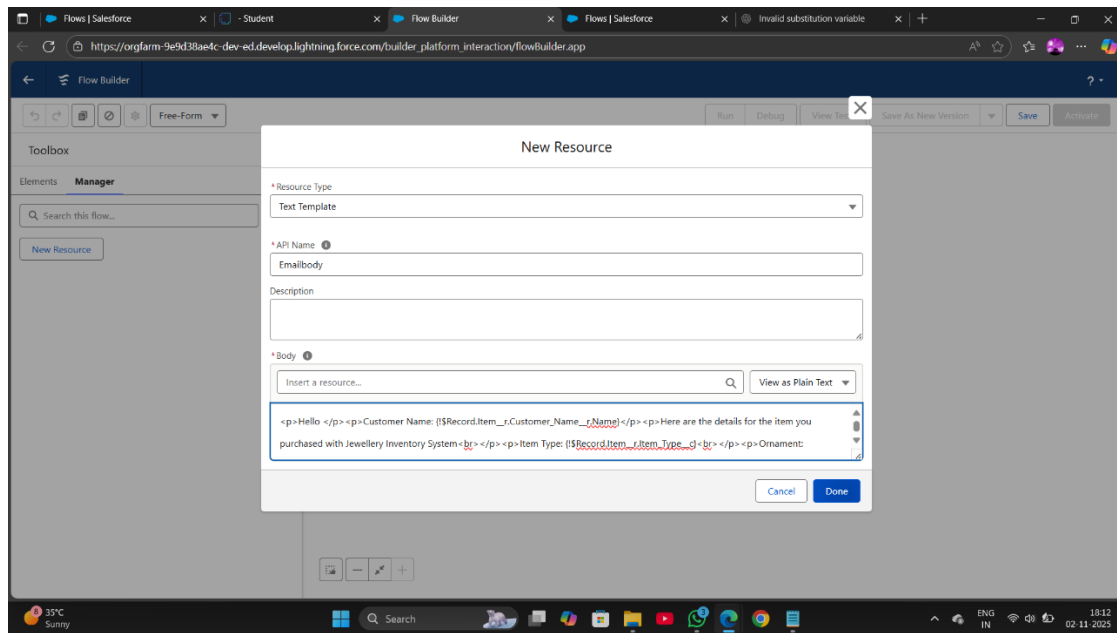 Flows | Salesforce
- Student
Flow Builder
Flows | Salesforce
Invalid substitution variable
https://orgfarm-9e9d38ae4c-dev-ed.develop.lightning.force.com/builder_platform_interaction/flowBuilder.app
Flow Builder
?
Free-Form
Run
Debug
View Tes
Save As New Version
Save
Activate
Toolbox
New Resource
Elements
Manager
*Resource Type
Text Template
Search this flow...
*API Name
New Resource
Emailbody
Description
*Body
Insert a resource...
View as Plain Text
<p>Hello </p><p>Customer Name: {!$Record.Item__r.Customer_Name__r.Name}</p><p>Here are the details for the item you
purchased with Jewellery Inventory System<br></p><p>Item Type: {!$Record.Item__r.Item_Type__c}<br></p><p>Ornament:
Cancel
Done
8
35°C
Sunny
Search
3
ENG
IN
18:12
02-11-2025